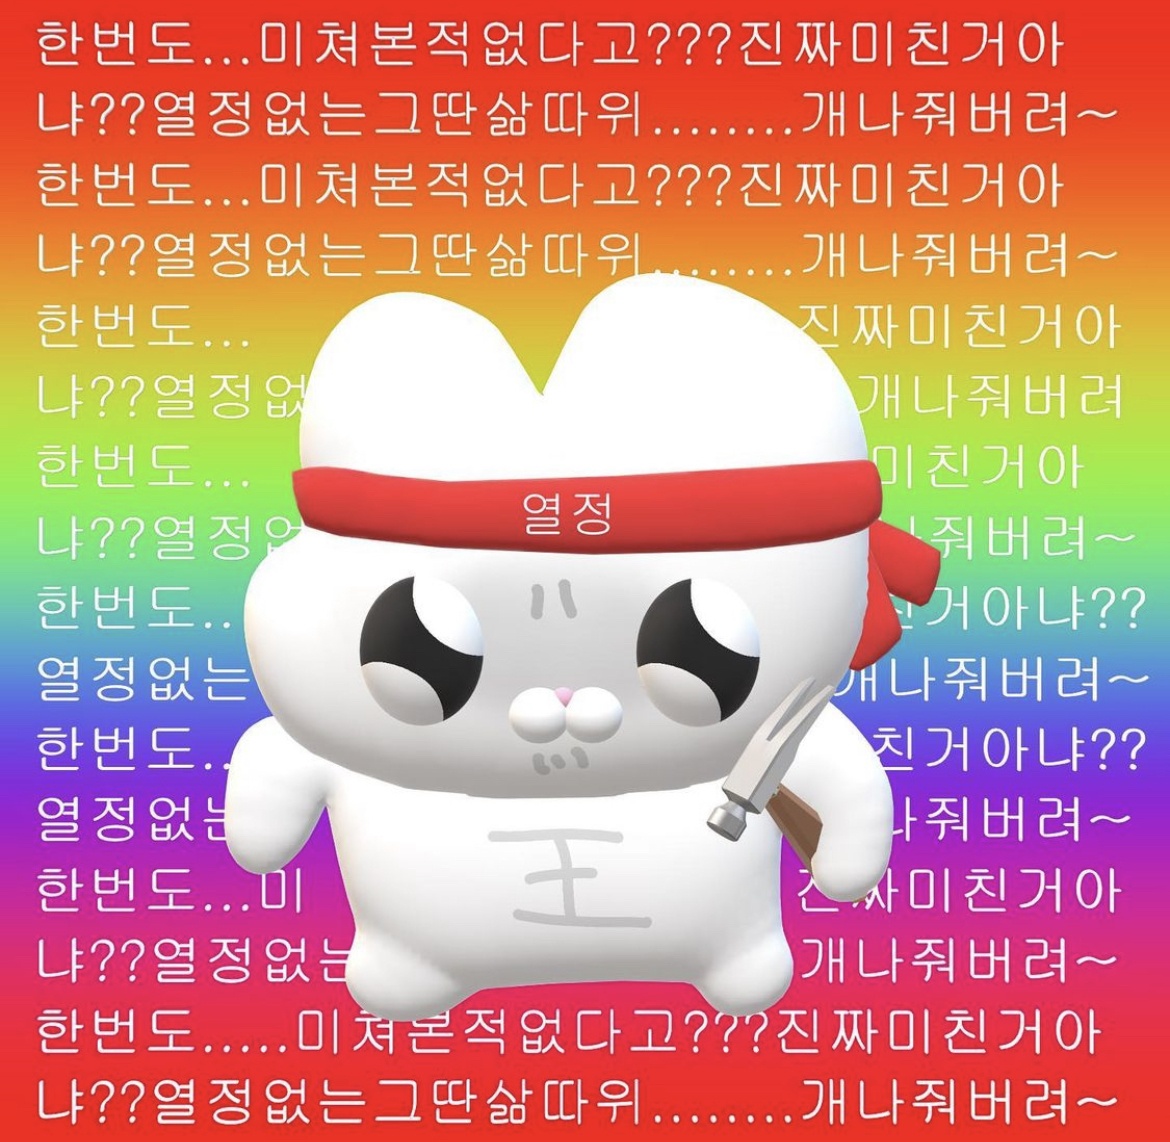 한번도...미쳐본적없다고???진짜미친거아
냐??열정없는그딴삶따위........개나줘버려~
한번도...미쳐본적없다고???진짜미친거아
냐??열정없는그딴삶따위........개나줘버려~
한번도... 진짜미친거아
냐??열정없 개나줘버려
한번도... 미친거아
냐??열정없 줘버려~
열정
한번도.. 친거아냐??
열정없는 개나줘버려~
한번도.. 친거아냐??
열정없는 나줘버려~
王
한번도...미 진짜미친거아
냐??열정없는 개나줘버려~
한번도.....미쳐본적없다고???진짜미친거아
냐??열정없는그딴삶따위........개나줘버려~